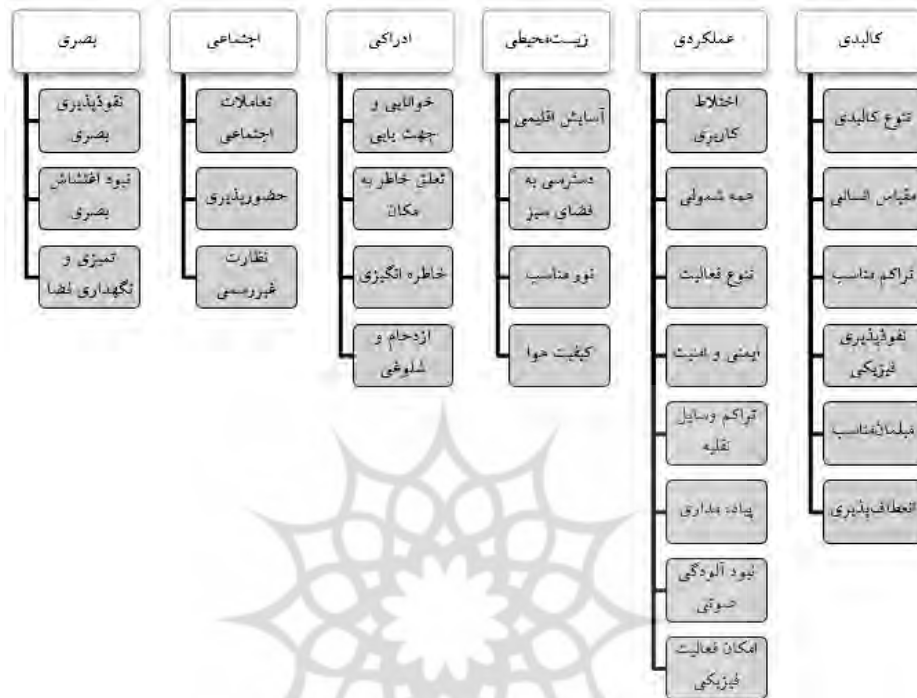 کالبدی
تنوع کالبدی
مقیاس انسانی
تراکم مناسب
نفوذپذیری
فیزیکی
مبلمان‌مناسب
انعطاف‌پذیری
عملکردی
اختلاط
کاربری
همه شمولی
تنوع فعالیت
ایمنی و امنیت
تراکم وسایل
نقلیه
پیاده مداری
نبود آلودگی
صوتی
امکان فعالیت
فیزیکی
زیست‌محیطی
آسایش اقلیمی
دسترسی به
فضای سبز
نور مناسب
کیفیت هوا
ادراکی
خوانایی و
جهت یابی
تعلق خاطر به
مکان
خاطره انگیزی
ازدحام و
شلوغی
اجتماعی
تعاملات
اجتماعی
حضورپذیری
نظارت
غیررسمی
بصری
نفوذپذیری
بصری
نبود اغتشاش
بصری
تمیزی و
نگهداری فضا